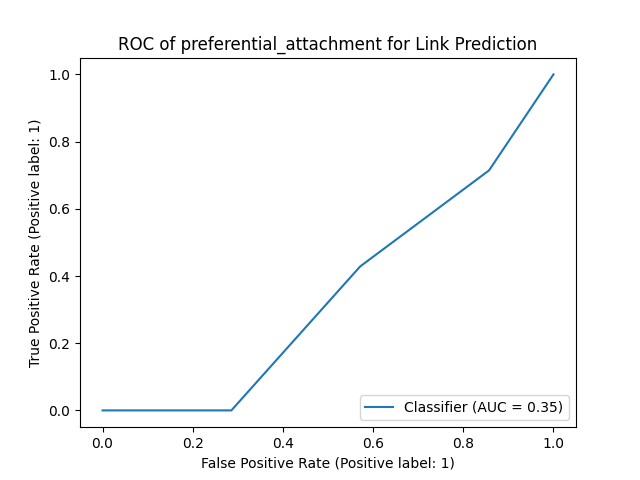 ROC of preferential_attachment for Link Prediction
True Positive Rate (Positive label: 1)
1.0
0.8
0.6
0.4
0.2
0.0
0.0 0.2 0.4 0.6 0.8 1.0
False Positive Rate (Positive label: 1)
Classifier (AUC = 0.35)